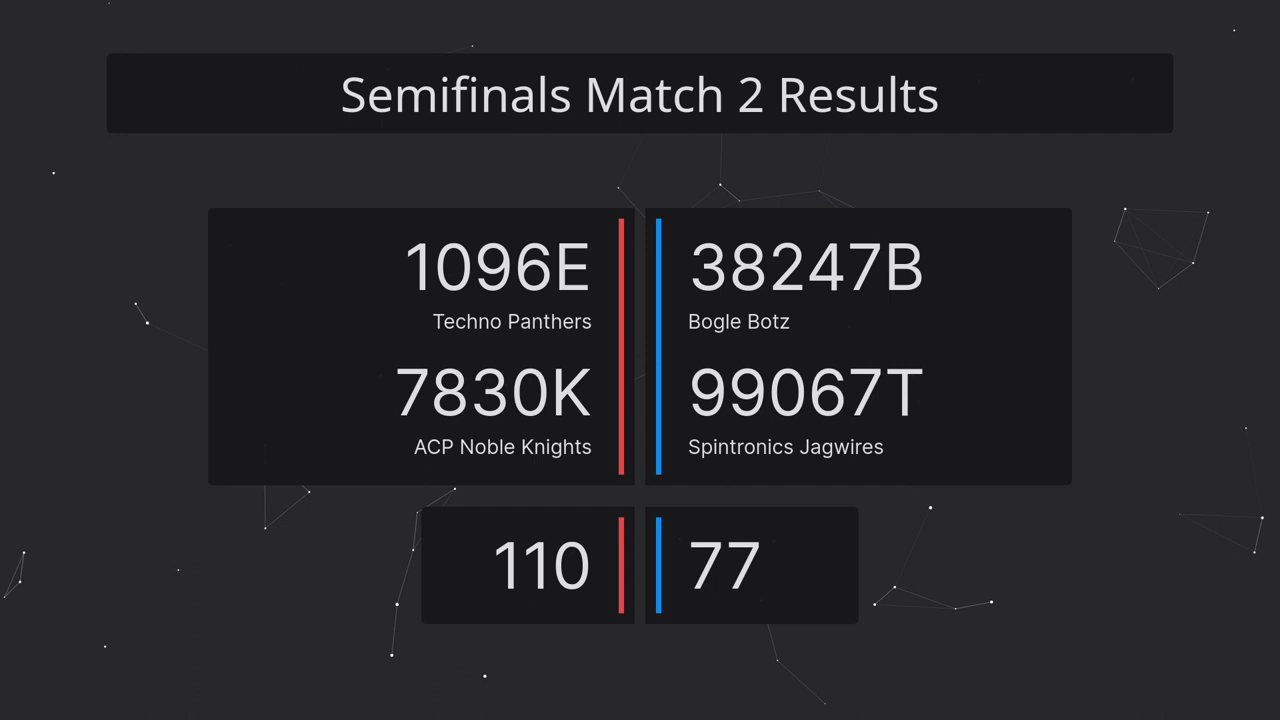 Semifinals Match 2 Results
1096E
Techno Panthers
7830K
ACP Noble Knights
38247B
Bogle Botz
99067T
Spintronics Jagwires
110
77